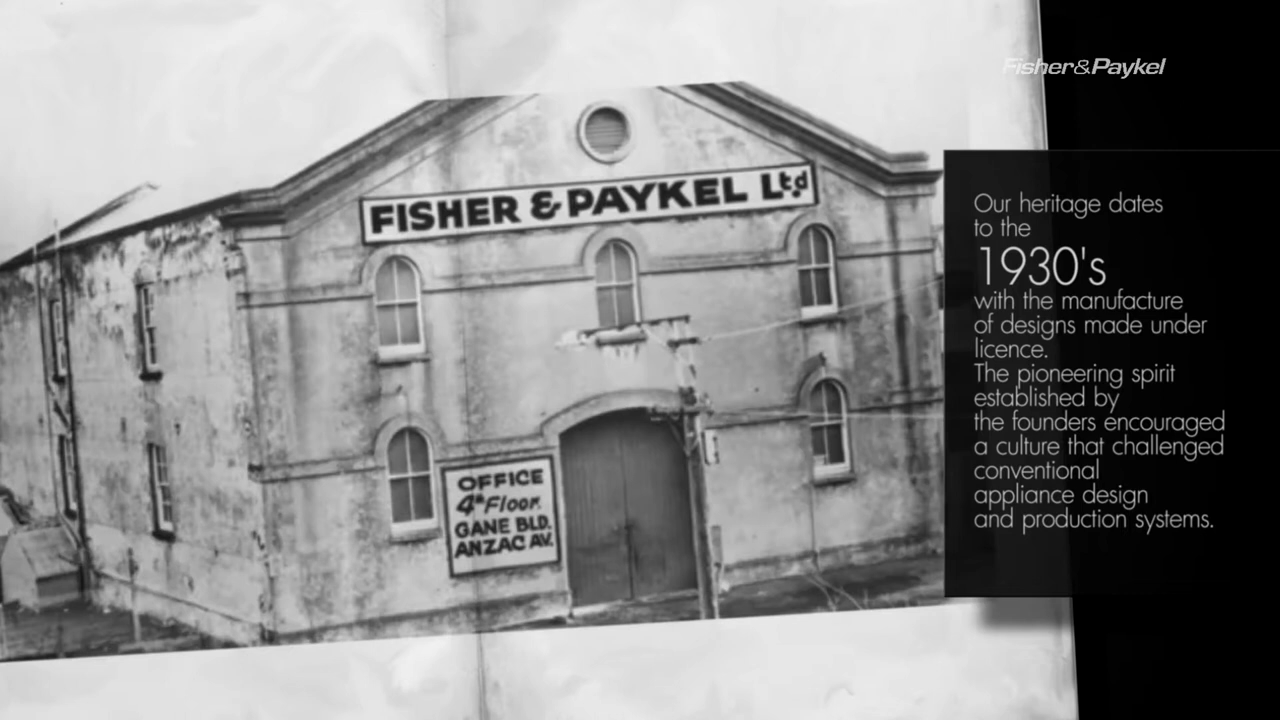 Fisher&Paykel
FISHER & PAYKEL Ltd
OFFICE
4th Floor.
GANE BLD.
ANZAC AV.
Our heritage dates
to the
1930's
with the manufacture
of designs made under
licence.
The pioneering spirit
established by
the founders encouraged
a culture that challenged
conventional
appliance design
and production systems.